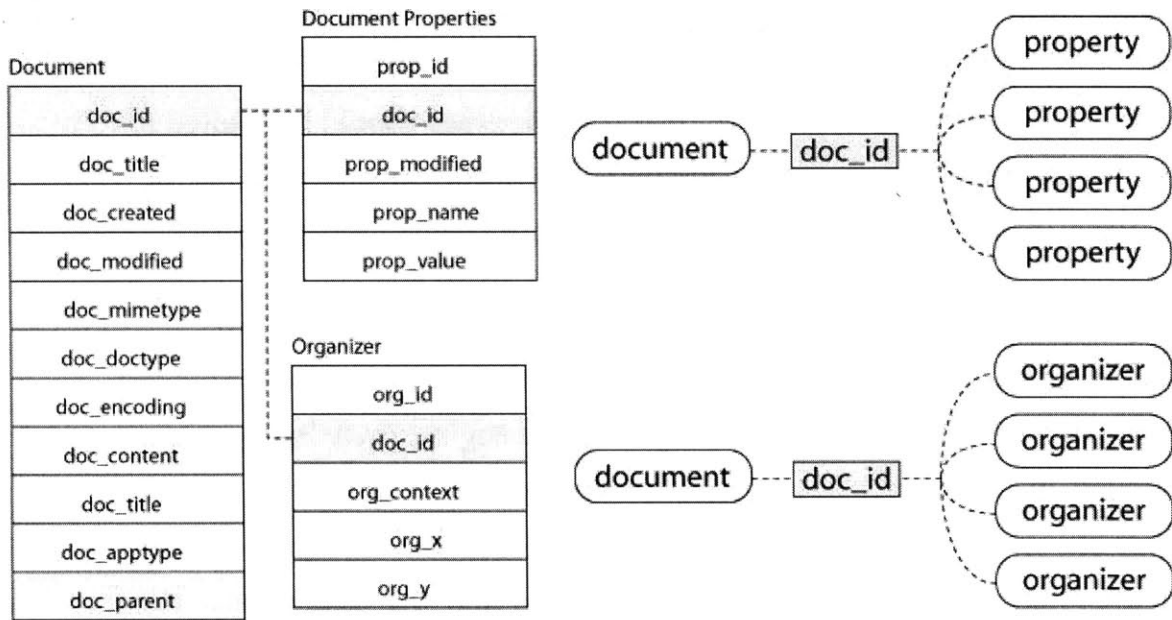 Document
doc_id
doc_title
doc_created
doc_modified
doc_mimetype
doc_doctype
doc_encoding
doc_content
doc_title
doc_apptype
doc_parent
Document Properties
prop_id
doc_id
prop_modified
prop_name
prop_value
Organizer
org_id
doc_id
org_context
org_x
org_y
document
doc_id
property
property
property
property
document
doc_id
organizer
organizer
organizer
organizer